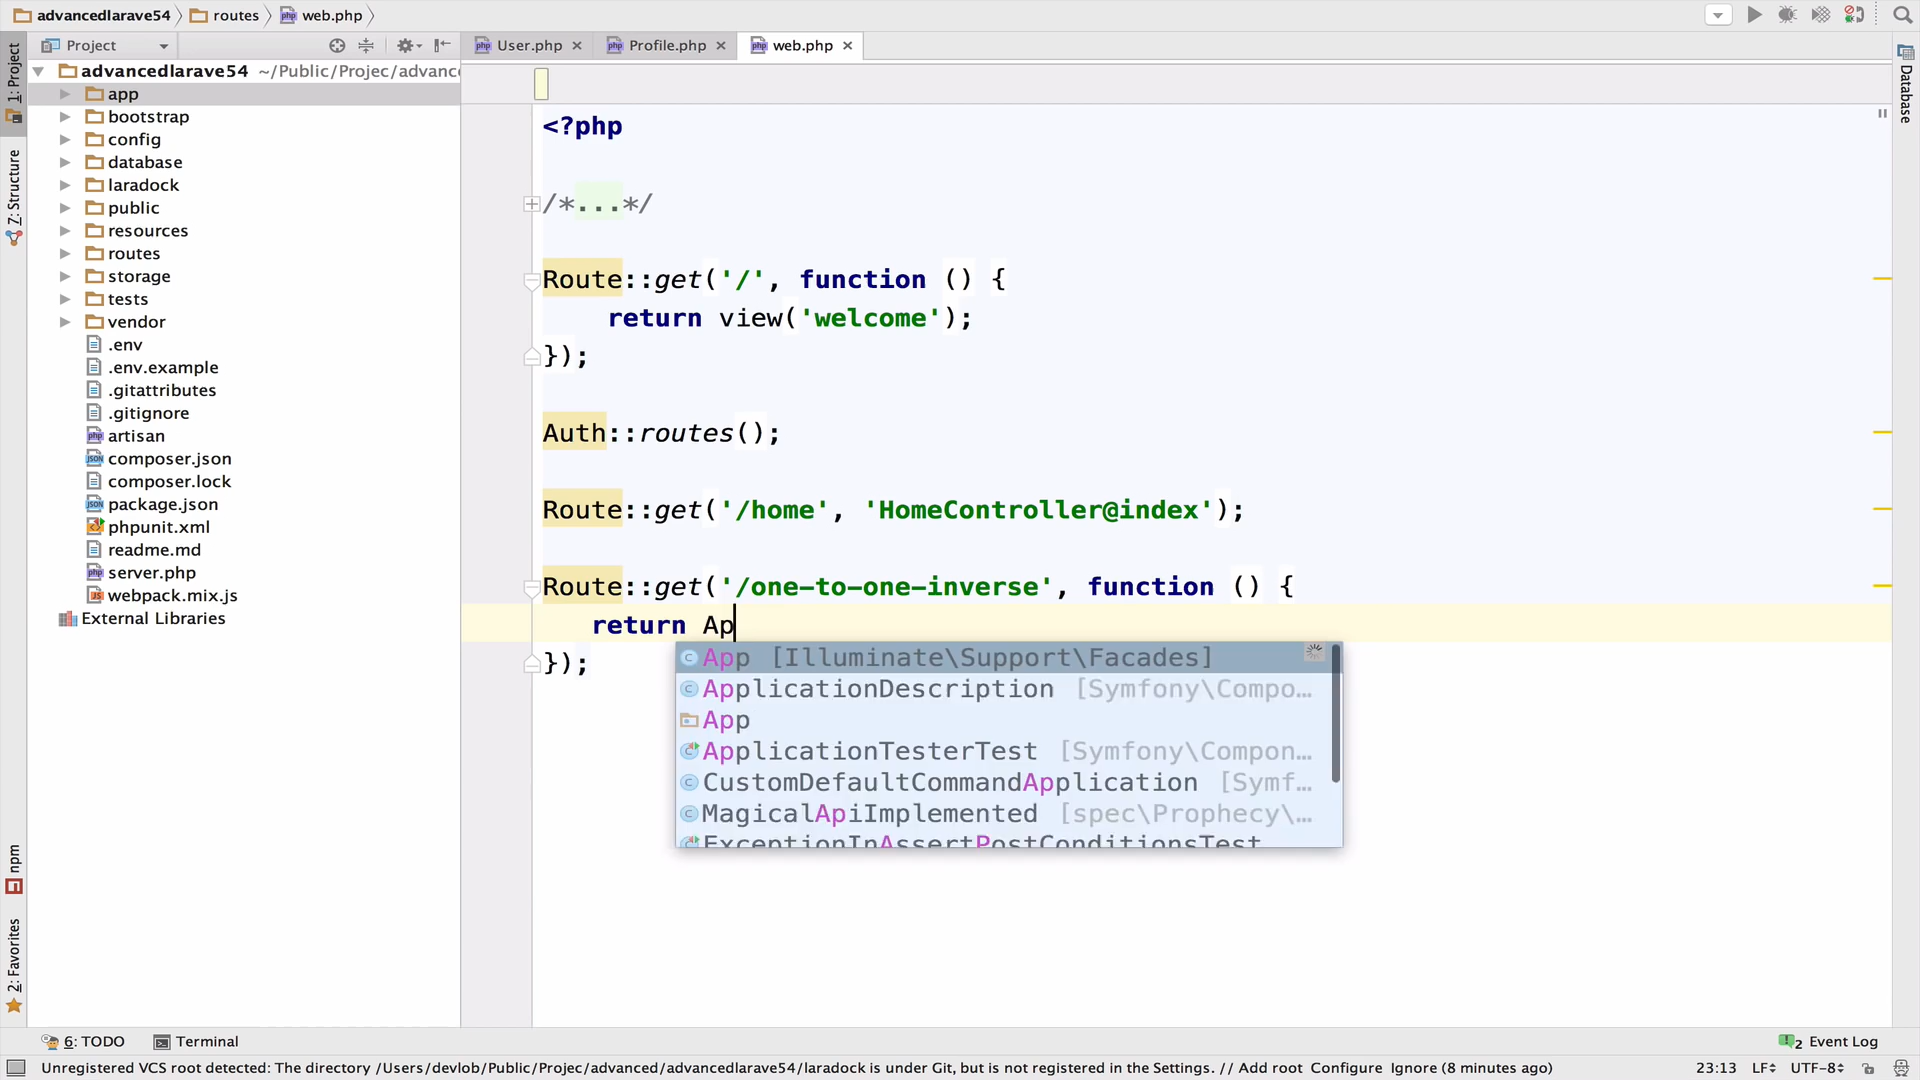 advancedlarave54
routes
web.php
Project
User.php
Profile.php
web.php
1: Project
Z: Structure
npm
2: Favorites
Database
advancedlarave54 ~/Public/Projec/advance
app
bootstrap
config
database
laradock
public
resources
routes
storage
tests
vendor
.env
.env.example
.gitattributes
.gitignore
artisan
composer.json
composer.lock
package.json
phpunit.xml
readme.md
server.php
webpack.mix.js
External Libraries
<?php
/*...*/
Route::get('/', function () {
return view('welcome');
});
Auth::routes();
Route::get('/home', 'HomeController@index');
Route::get('/one-to-one-inverse', function () {
return Ap
});
App [Illuminate\Support\Facades]
ApplicationDescription [Symfony\Compo…
App
ApplicationTesterTest [Symfony\Compon…
CustomDefaultCommandApplication [Symf…
MagicalApiImplemented [spec\Prophecy\…
ExceptionInAssertPostConditionsTest
6: TODO
Terminal
2 Event Log
Unregistered VCS root detected: The directory /Users/devlob/Public/Projec/advanced/advancedlarave54/laradock is under Git, but is not registered in the Settings. // Add root Configure Ignore (8 minutes ago)
23:13 LF UTF-8